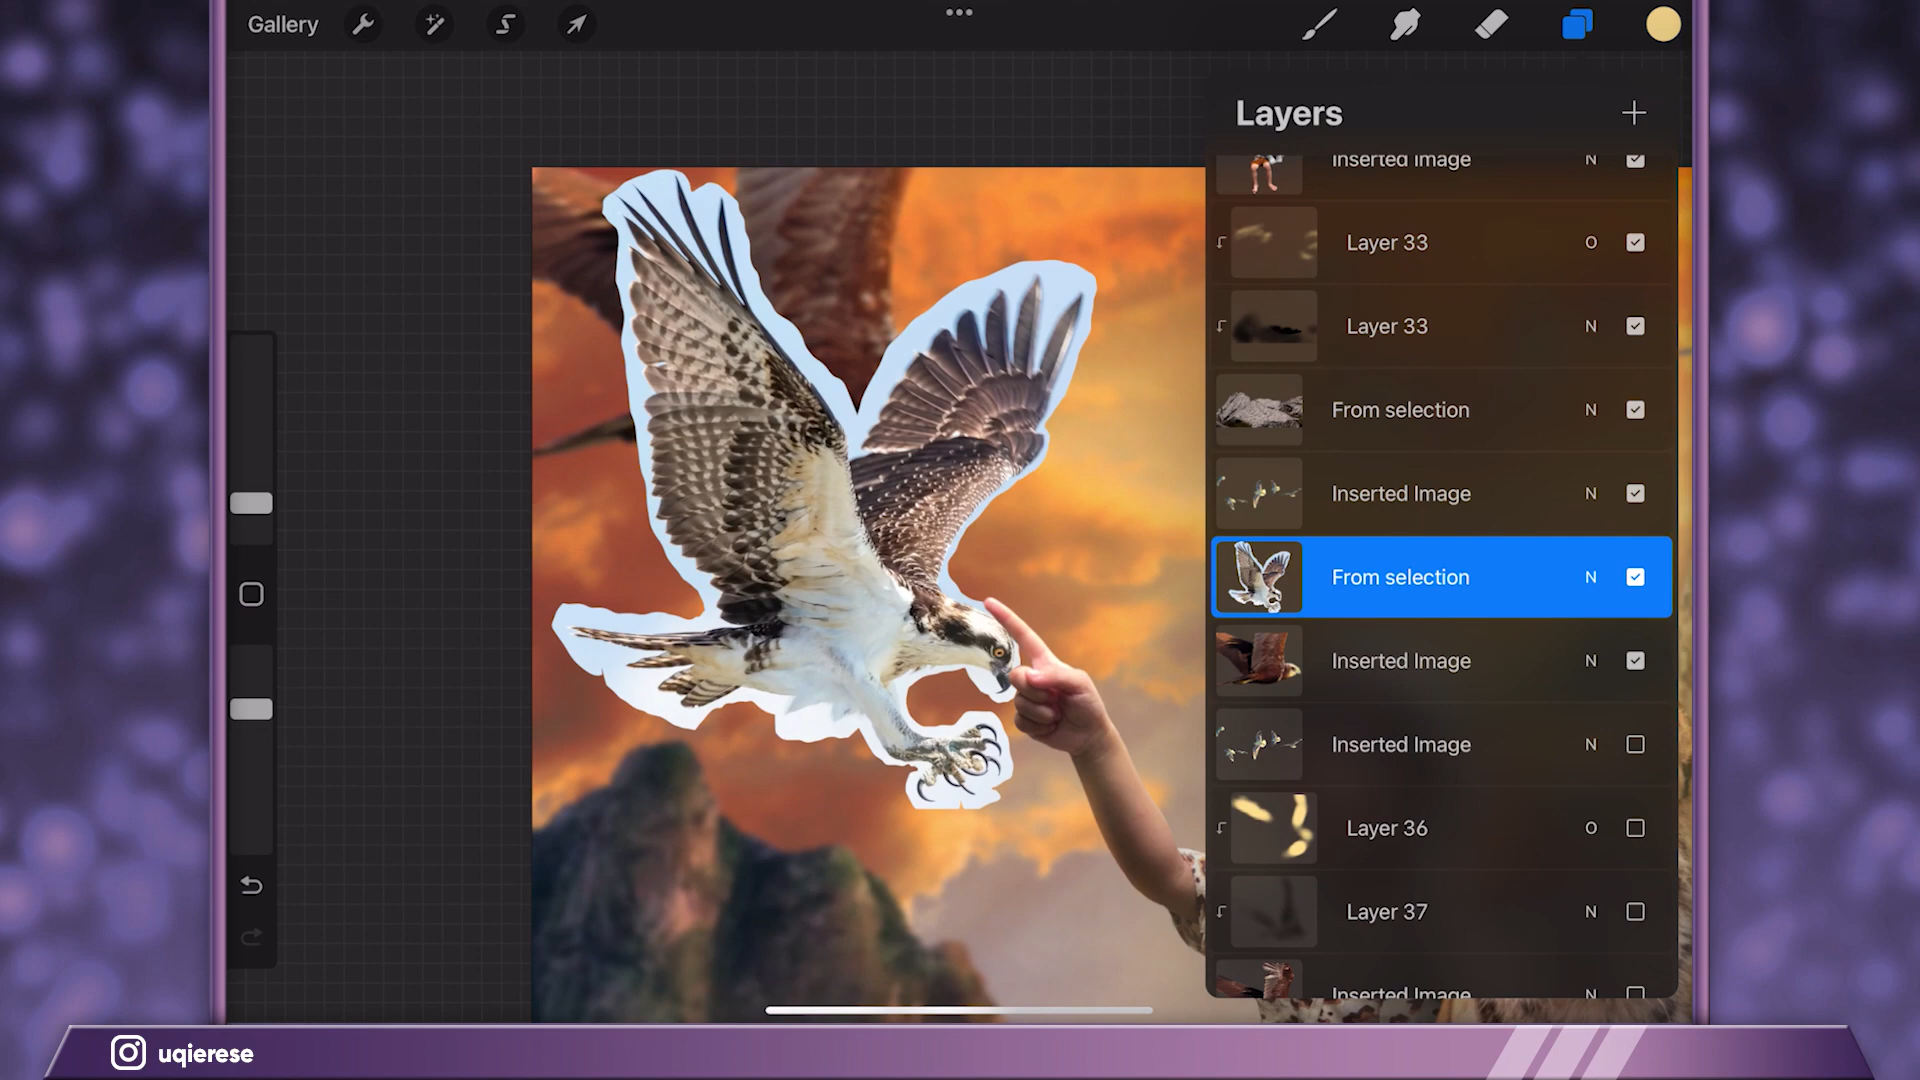 Gallery
Layers
Inserted Image N
Layer 33 O
Layer 33 N
From selection N
Inserted Image N
From selection N
Inserted Image N
Inserted Image N
Layer 36 O
Layer 37 N
Inserted Image N
uqierese